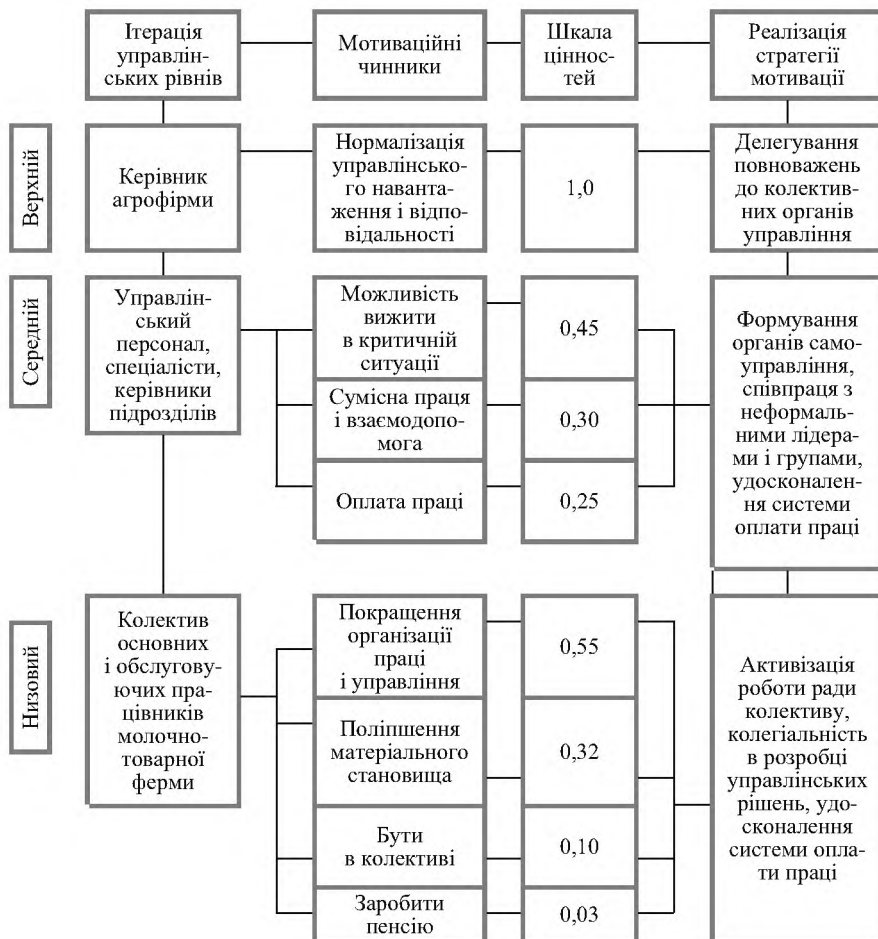 Ітерація
управлін-
ських рівнів
Мотиваційні
чинники
Шкала
ціннос-
тей
Реалізація
стратегії
мотивації
Верхній
Керівник
агрофірми
Нормалізація
управлінсько-
го наванта-
ження і відпо-
відальності
1,0
Делегування
повноважень
до колектив-
них органів
управління
Середній
Управлін-
ський
персонал,
спеціалісти,
керівники
підрозділів
Можливість
вижити
в критичній
ситуації
0,45
Сумісна праця
і взаємодопо-
мога
0,30
Оплата праці
0,25
Формування
органів само-
управління,
співпраця з
неформаль-
ними лідера-
ми і групами,
удосконален-
ня системи
оплати праці
Низовий
Колектив
основних
і обслугову-
ючих пра-
цівників
молочно-
товарної
ферми
Покращення
організації
праці
і управління
0,55
Поліпшення
матеріального
становища
0,32
Бути
в колективі
0,10
Заробити
пенсію
0,03
Активізація
роботи ради
колективу,
колегіальність
в розробці
управлінських
рішень, удо-
сконалення
системи опла-
ти праці